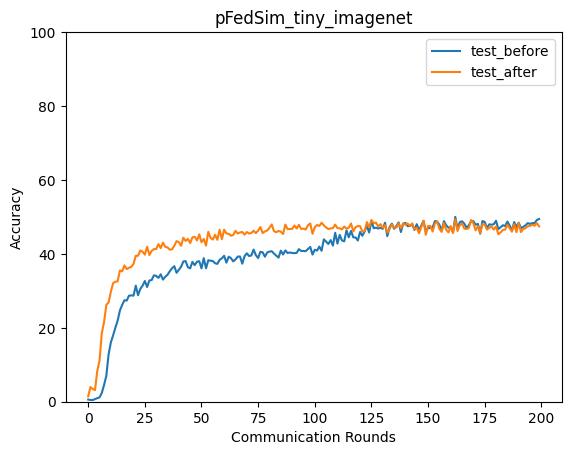 pFedSim_tiny_imagenet
100
80
60
40
20
0
Accuracy
test_before
test_after
0 25 50 75 100 125 150 175 200
Communication Rounds